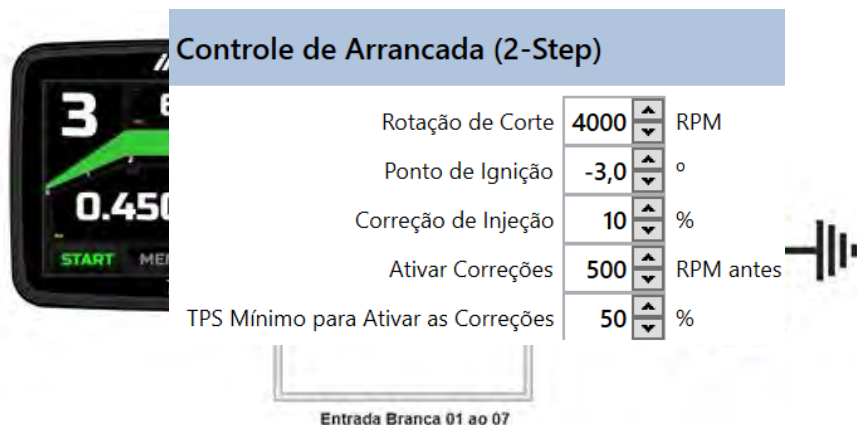 Controle de Arrancada (2-Step)
Rotação de Corte 4000 RPM
Ponto de Ignição -3,0 º
Correção de Injeção 10 %
Ativar Correções 500 RPM antes
TPS Mínimo para Ativar as Correções 50 %
3
0.450
START
Entrada Branca 01 ao 07